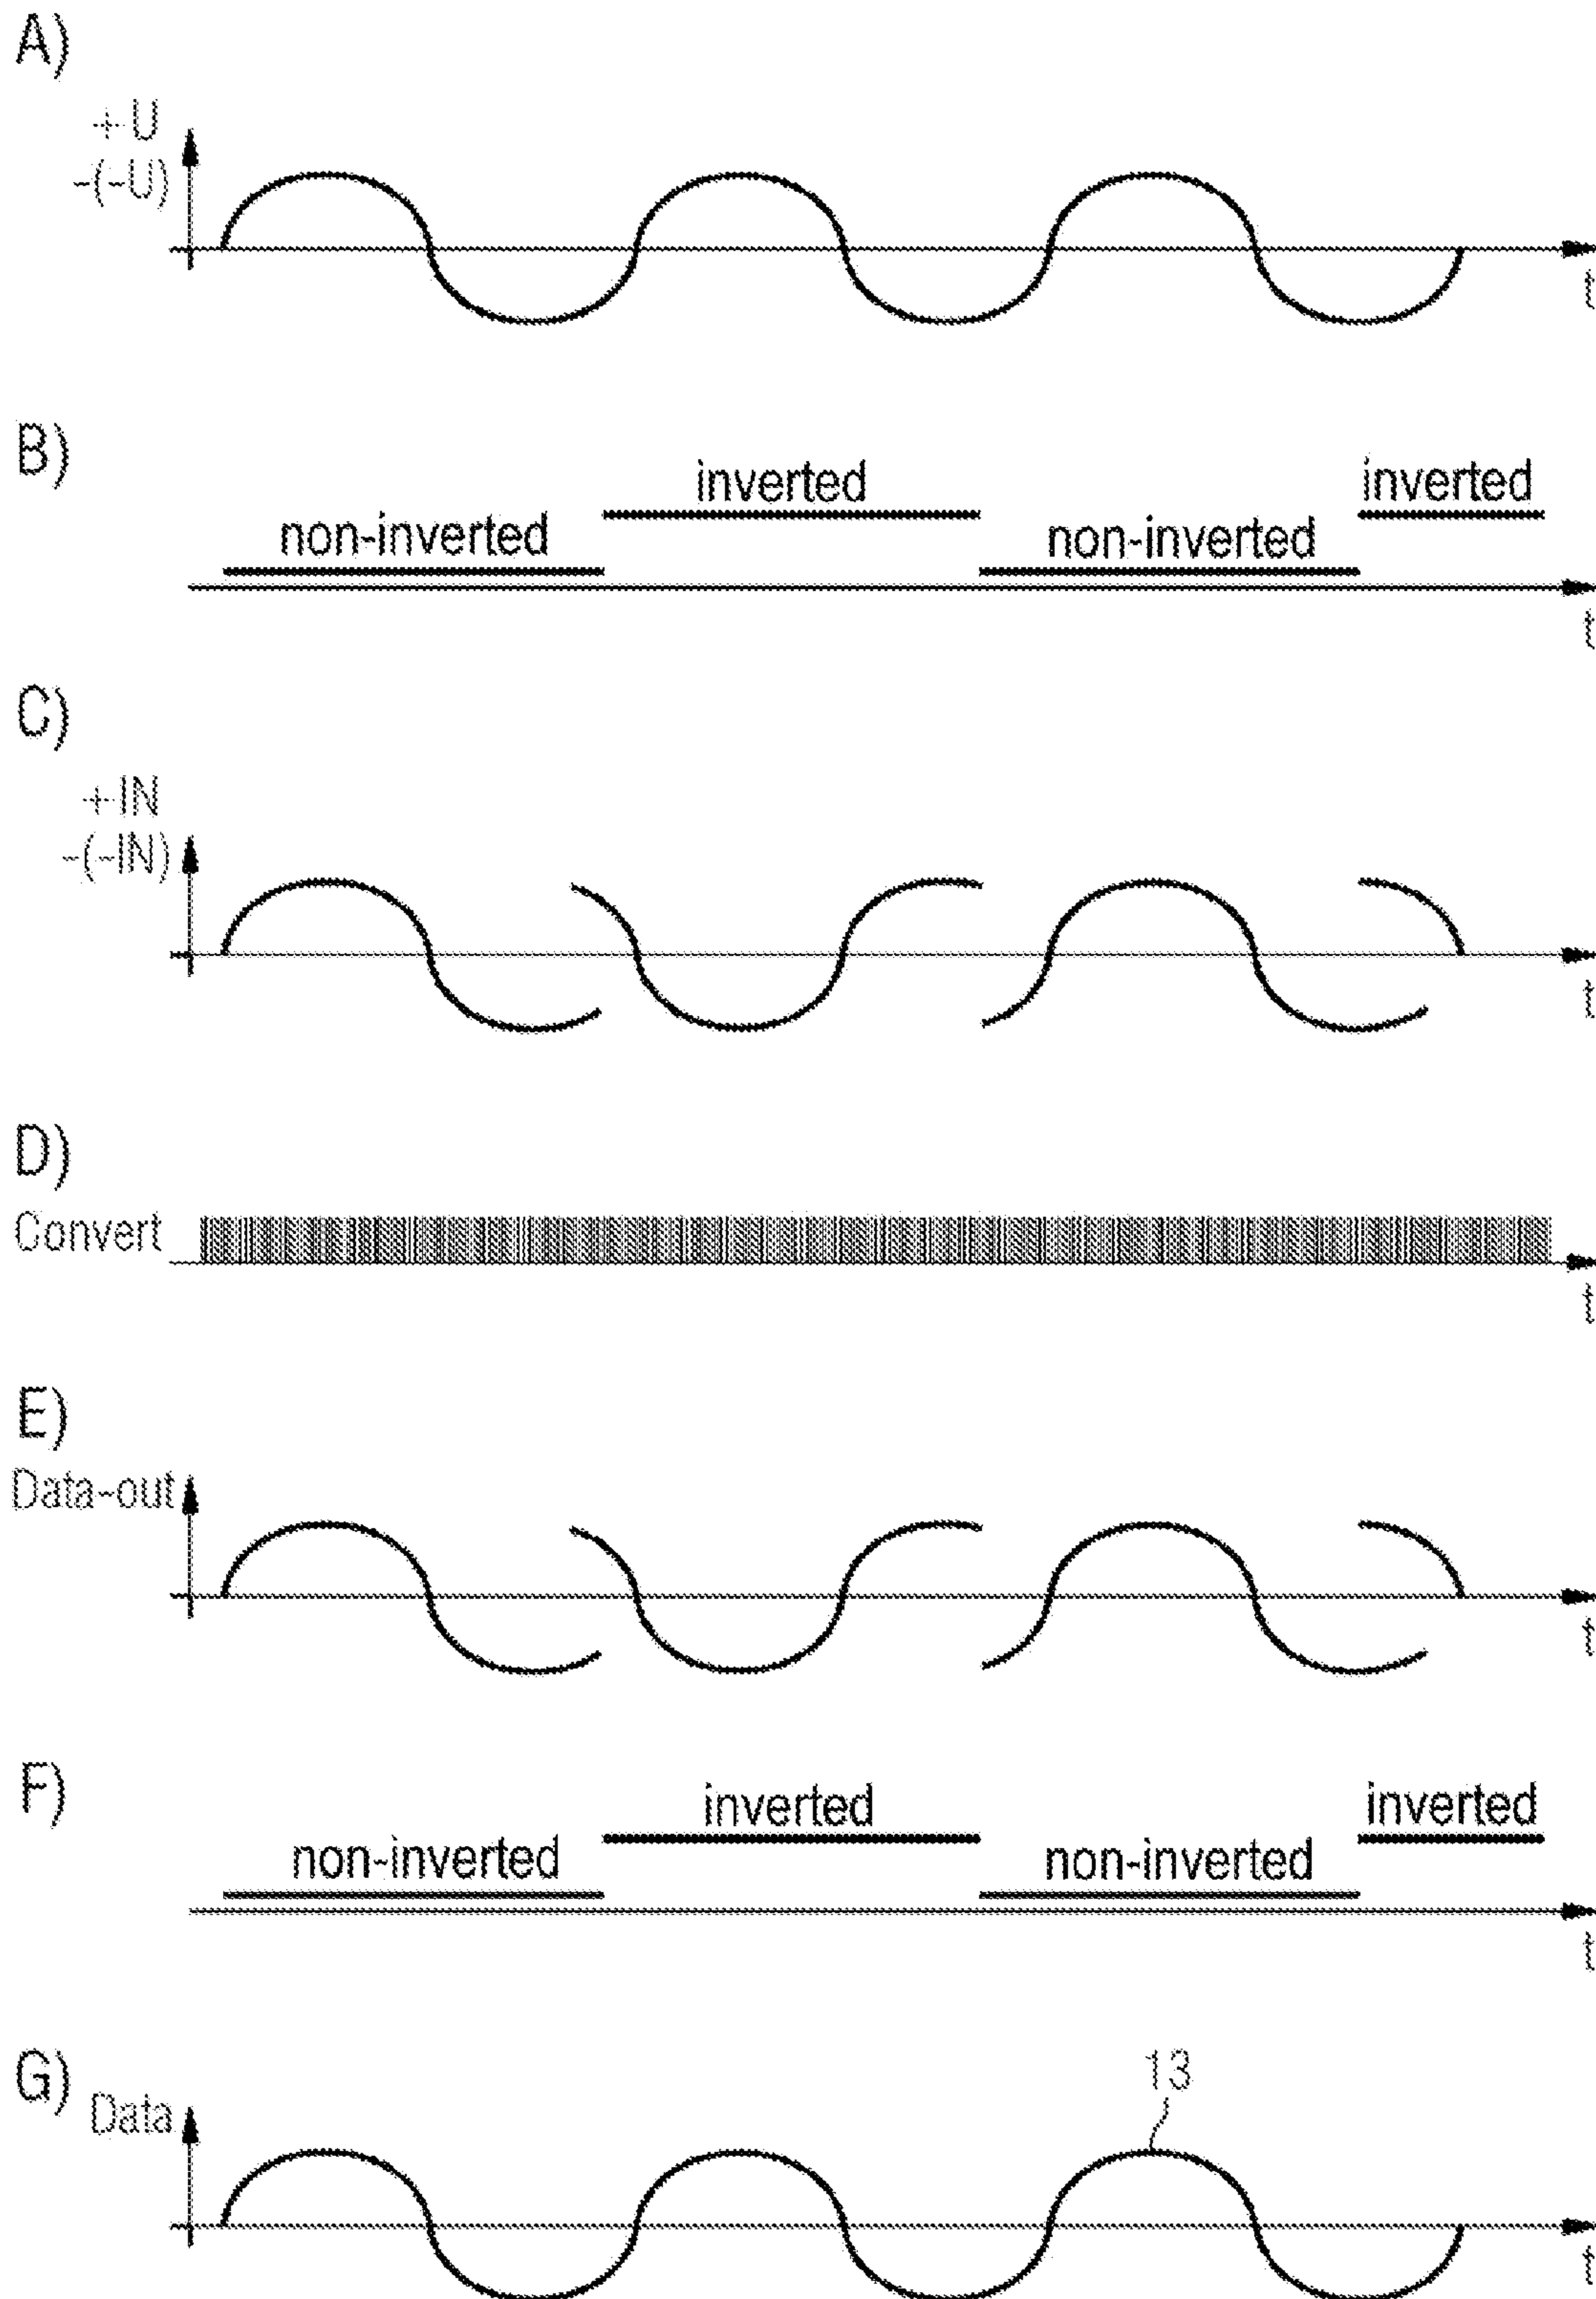 A)
+U
-(-U)
t
B)
inverted
inverted
non-inverted
non-inverted
t
C)
+IN
-(-IN)
t
D)
Convert
t
E)
Data-out
t
F)
inverted
inverted
non-inverted
non-inverted
t
G)
13
Data
t